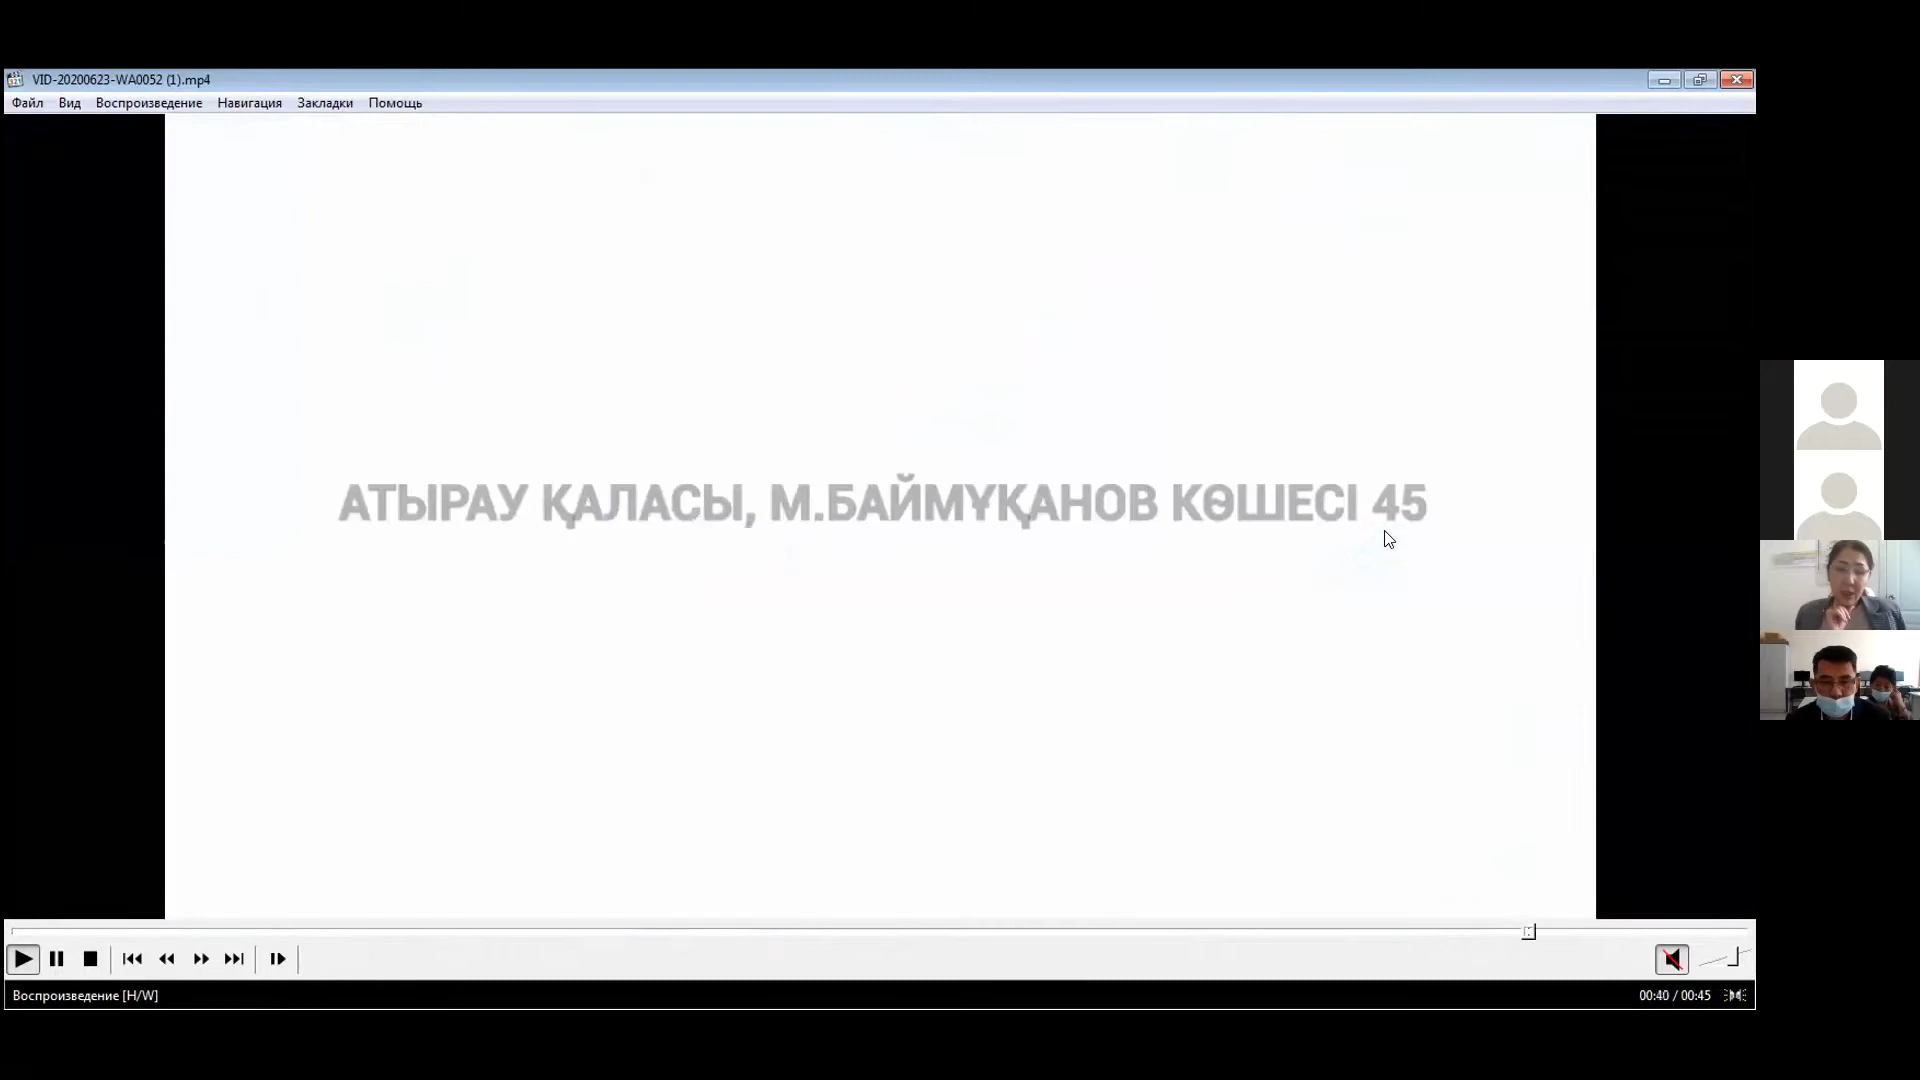 VID-20200623-WA0052 (1).mp4
Файл Вид Воспроизведение Навигация Закладки Помощь
АТЫРАУ ҚАЛАСЫ, М.БАЙМҰҚАНОВ КӨШЕСІ 45
Воспроизведение [H/W]
00:40 / 00:45